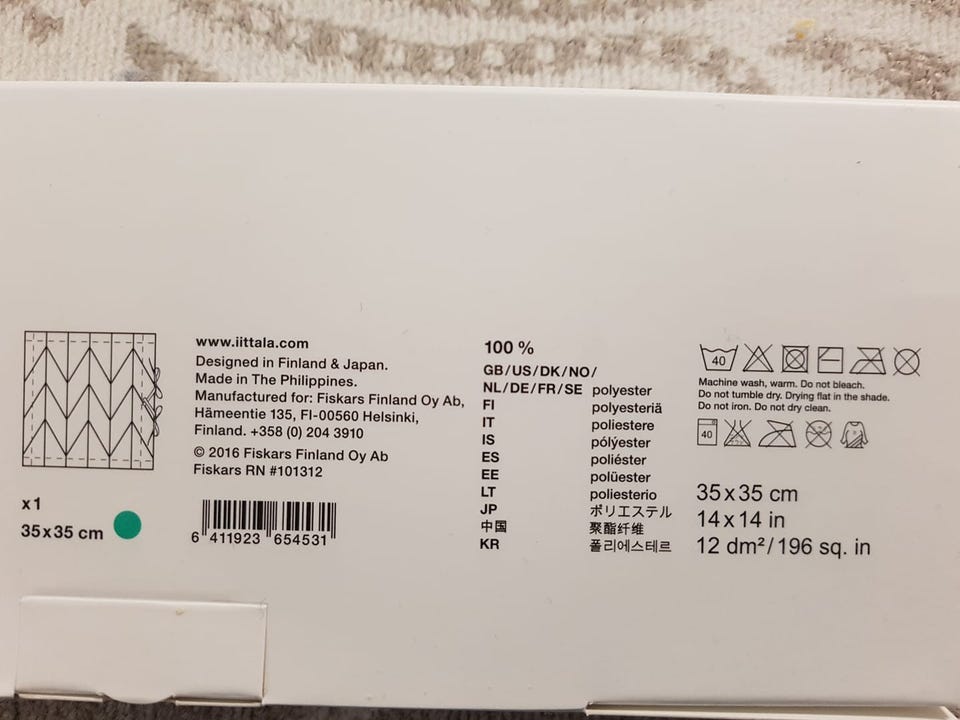 www.iittala.com
Designed in Finland & Japan.
Made in The Philippines.
Manufactured for: Fiskars Finland Oy Ab,
Hämeentie 135, FI-00560 Helsinki,
Finland. +358 (0) 204 3910
© 2016 Fiskars Finland Oy Ab
Fiskars RN #101312
x1
35x35 cm
6 411923 654531
100 %
GB/US/DK/NO/
NL/DE/FR/SE polyester
FI polyesteriä
IT poliestere
IS pólýester
ES poliéster
EE polüester
LT poliesterio
JP ポリエステル
中国 聚酯纤维
KR 폴리에스테르
40
Machine wash, warm. Do not bleach.
Do not tumble dry. Drying flat in the shade.
Do not iron. Do not dry clean.
40
35x35 cm
14x14 in
12 dm²/196 sq. in